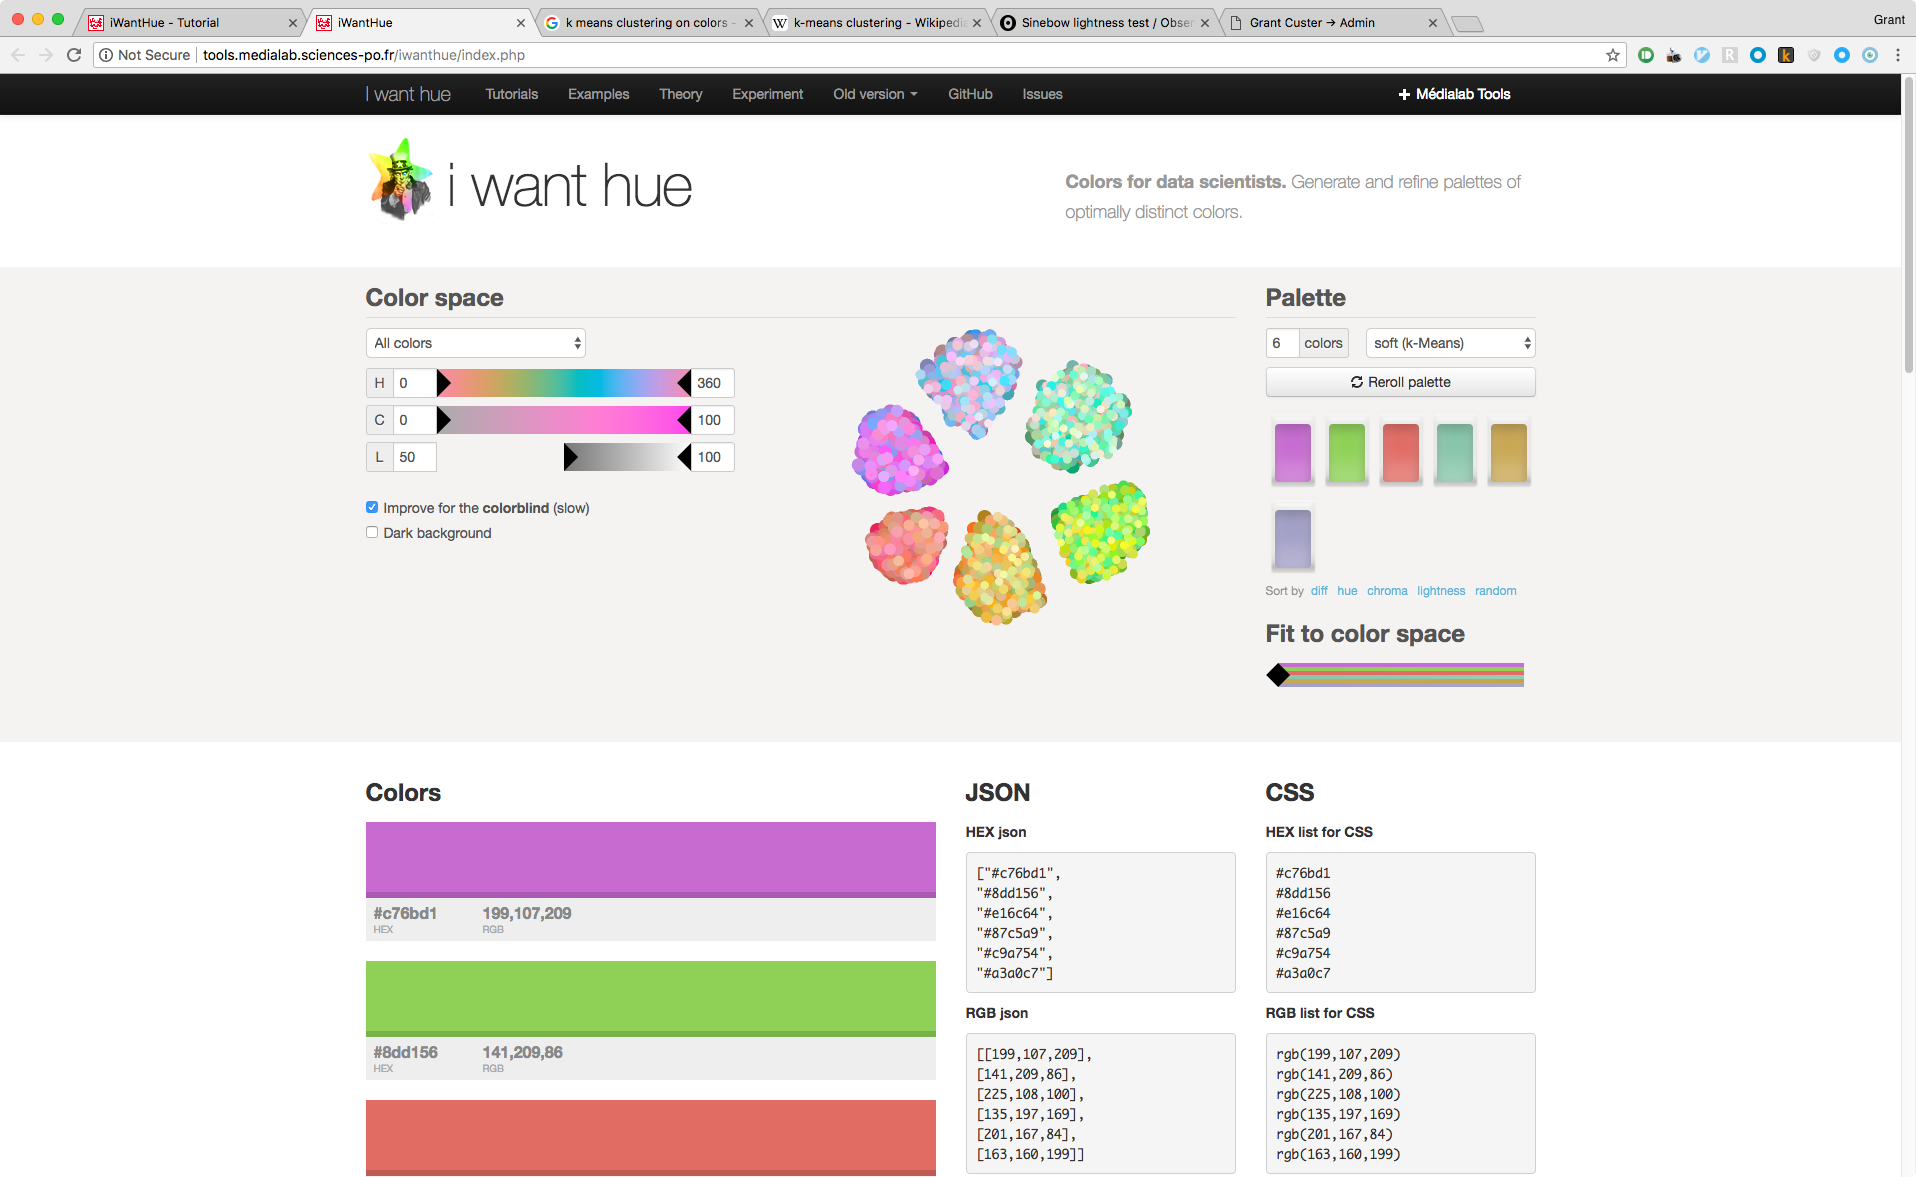 iWantHue - Tutorial
iWantHue
k means clustering on colors -
k-means clustering - Wikipedia
Sinebow lightness test / Obser
Grant Custer → Admin
Grant
Not Secure
tools.medialab.sciences-po.fr/iwanthue/index.php
I want hue
Tutorials
Examples
Theory
Experiment
Old version
GitHub
Issues
Médialab Tools
i want hue
Colors for data scientists. Generate and refine palettes of
optimally distinct colors.
Color space
All colors
H 0 360
C 0 100
L 50 100
Improve for the colorblind (slow)
Dark background
Palette
6 colors
soft (k-Means)
Reroll palette
Sort by diff hue chroma lightness random
Fit to color space
Colors
#c76bd1 199,107,209
HEX RGB
#8dd156 141,209,86
HEX RGB
JSON
HEX json
["#c76bd1",
"#8dd156",
"#e16c64",
"#87c5a9",
"#c9a754",
"#a3a0c7"]
RGB json
[[199,107,209],
[141,209,86],
[225,108,100],
[135,197,169],
[201,167,84],
[163,160,199]]
CSS
HEX list for CSS
#c76bd1
#8dd156
#e16c64
#87c5a9
#c9a754
#a3a0c7
RGB list for CSS
rgb(199,107,209)
rgb(141,209,86)
rgb(225,108,100)
rgb(135,197,169)
rgb(201,167,84)
rgb(163,160,199)